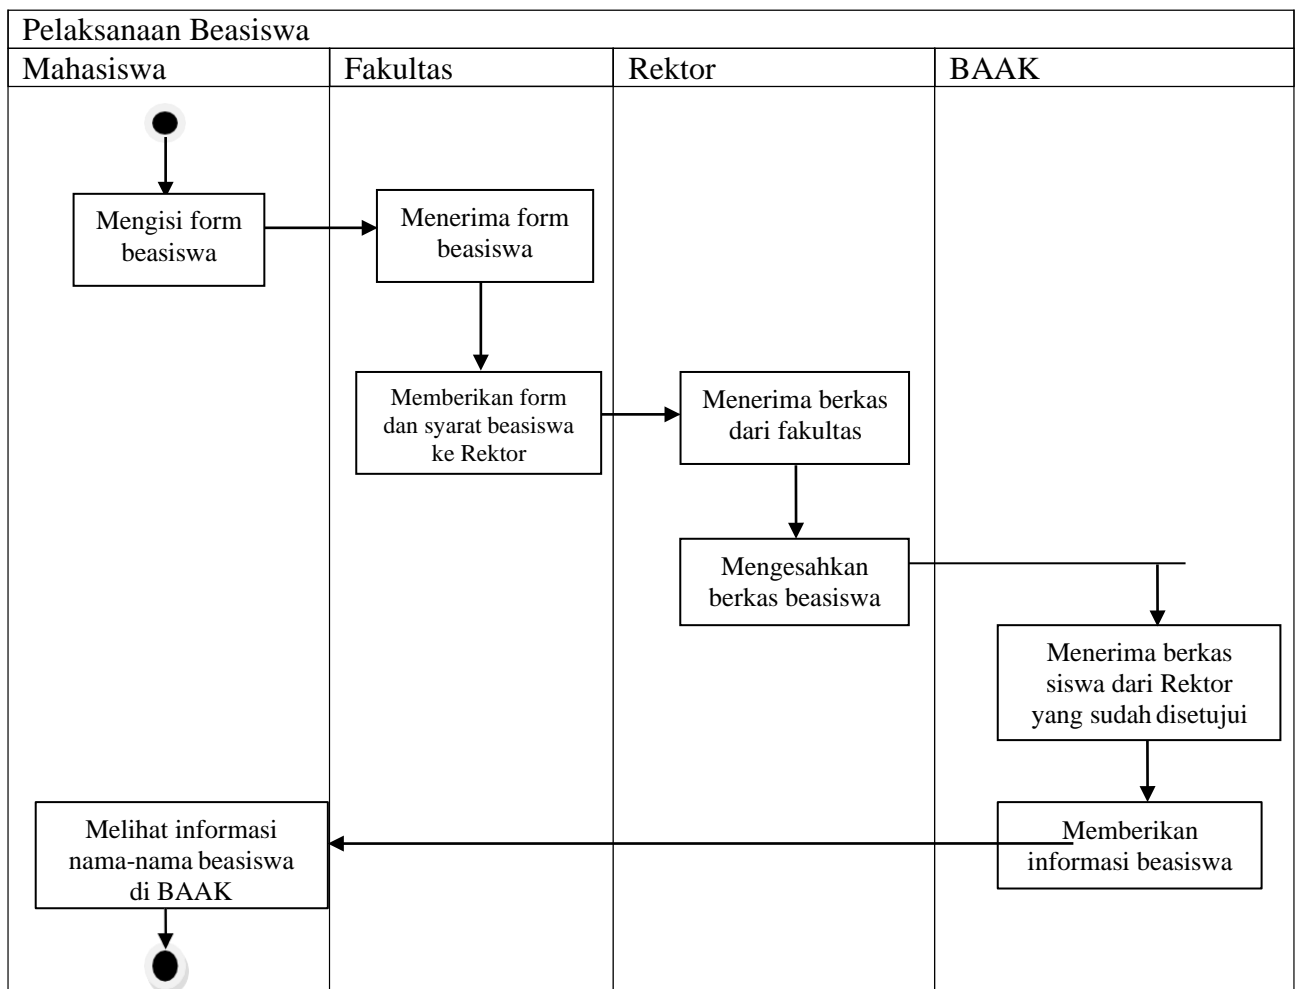 Pelaksanaan Beasiswa
Mahasiswa
Fakultas
Rektor
BAAK
Mengisi form
beasiswa
Menerima form
beasiswa
Memberikan form
dan syarat beasiswa
ke Rektor
Menerima berkas
dari fakultas
Mengesahkan
berkas beasiswa
Menerima berkas
siswa dari Rektor
yang sudah disetujui
Memberikan
informasi beasiswa
Melihat informasi
nama-nama beasiswa
di BAAK